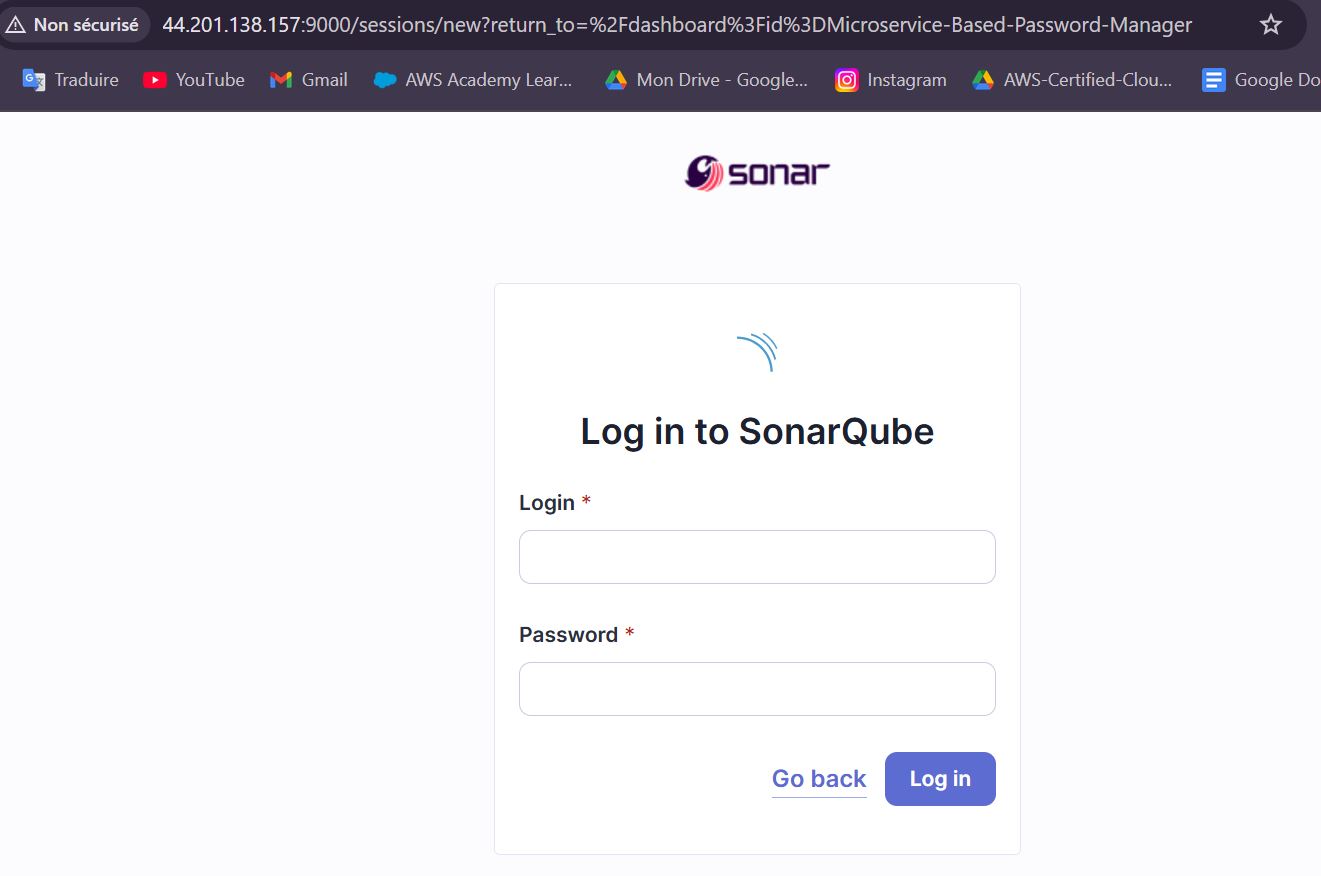 Non sécurisé 44.201.138.157:9000/sessions/new?return_to=%2Fdashboard%3Fid%3DMicroservice-Based-Password-Manager
Traduire YouTube Gmail AWS Academy Lear... Mon Drive - Google... Instagram AWS-Certified-Clou... Google Do
sonar
Log in to SonarQube
Login *
Password *
Go back Log in